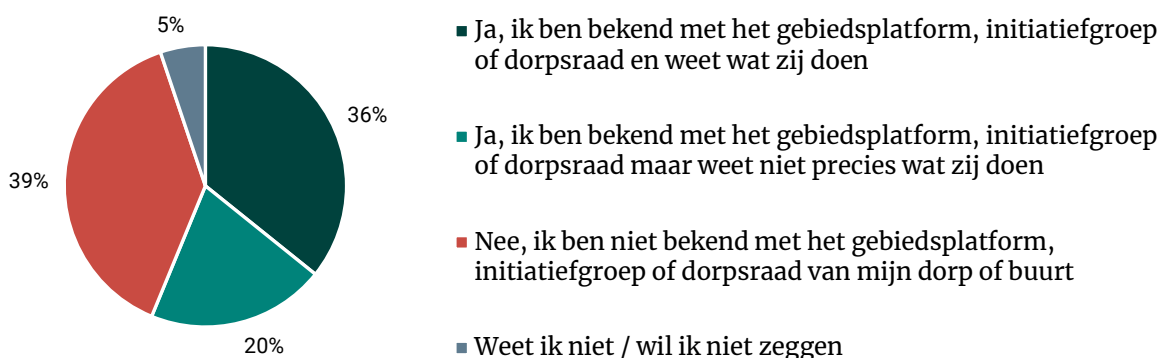 5%
36%
39%
20%
Ja, ik ben bekend met het gebiedsplatform, initiatiefgroep
of dorpsraad en weet wat zij doen
Ja, ik ben bekend met het gebiedsplatform, initiatiefgroep
of dorpsraad maar weet niet precies wat zij doen
Nee, ik ben niet bekend met het gebiedsplatform,
initiatiefgroep of dorpsraad van mijn dorp of buurt
Weet ik niet / wil ik niet zeggen